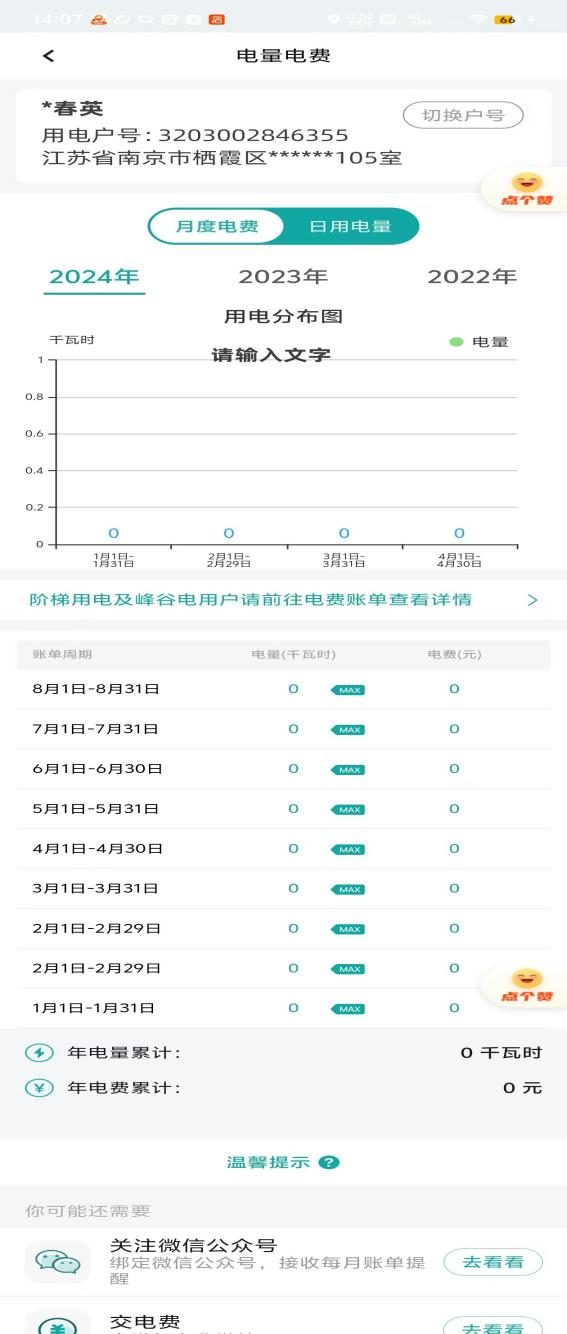 14:07
66
电量电费
*春英
切换户号
用电户号:3203002846355
江苏省南京市栖霞区******105室
点个赞
月度电费 日用电量
2024年 2023年 2022年
用电分布图
千瓦时
电量
请输入文字
1
0.8
0.6
0.4
0.2
0
0 0 0 0
1月1日- 2月1日- 3月1日- 4月1日-
1月31日 2月29日 3月31日 4月30日
阶梯用电及峰谷电用户请前往电费账单查看详情 >
账单周期 电量(千瓦时) 电费(元)
8月1日-8月31日 0 MAX 0
7月1日-7月31日 0 MAX 0
6月1日-6月30日 0 MAX 0
5月1日-5月31日 0 MAX 0
4月1日-4月30日 0 MAX 0
3月1日-3月31日 0 MAX 0
2月1日-2月29日 0 MAX 0
2月1日-2月29日 0 MAX 0
点个赞
1月1日-1月31日 0 MAX 0
年电量累计: 0 千瓦时
¥ 年电费累计: 0 元
温馨提示 ?
你可能还需要
关注微信公众号
绑定微信公众号，接收每月账单提
醒
去看看
交电费
¥
去看看